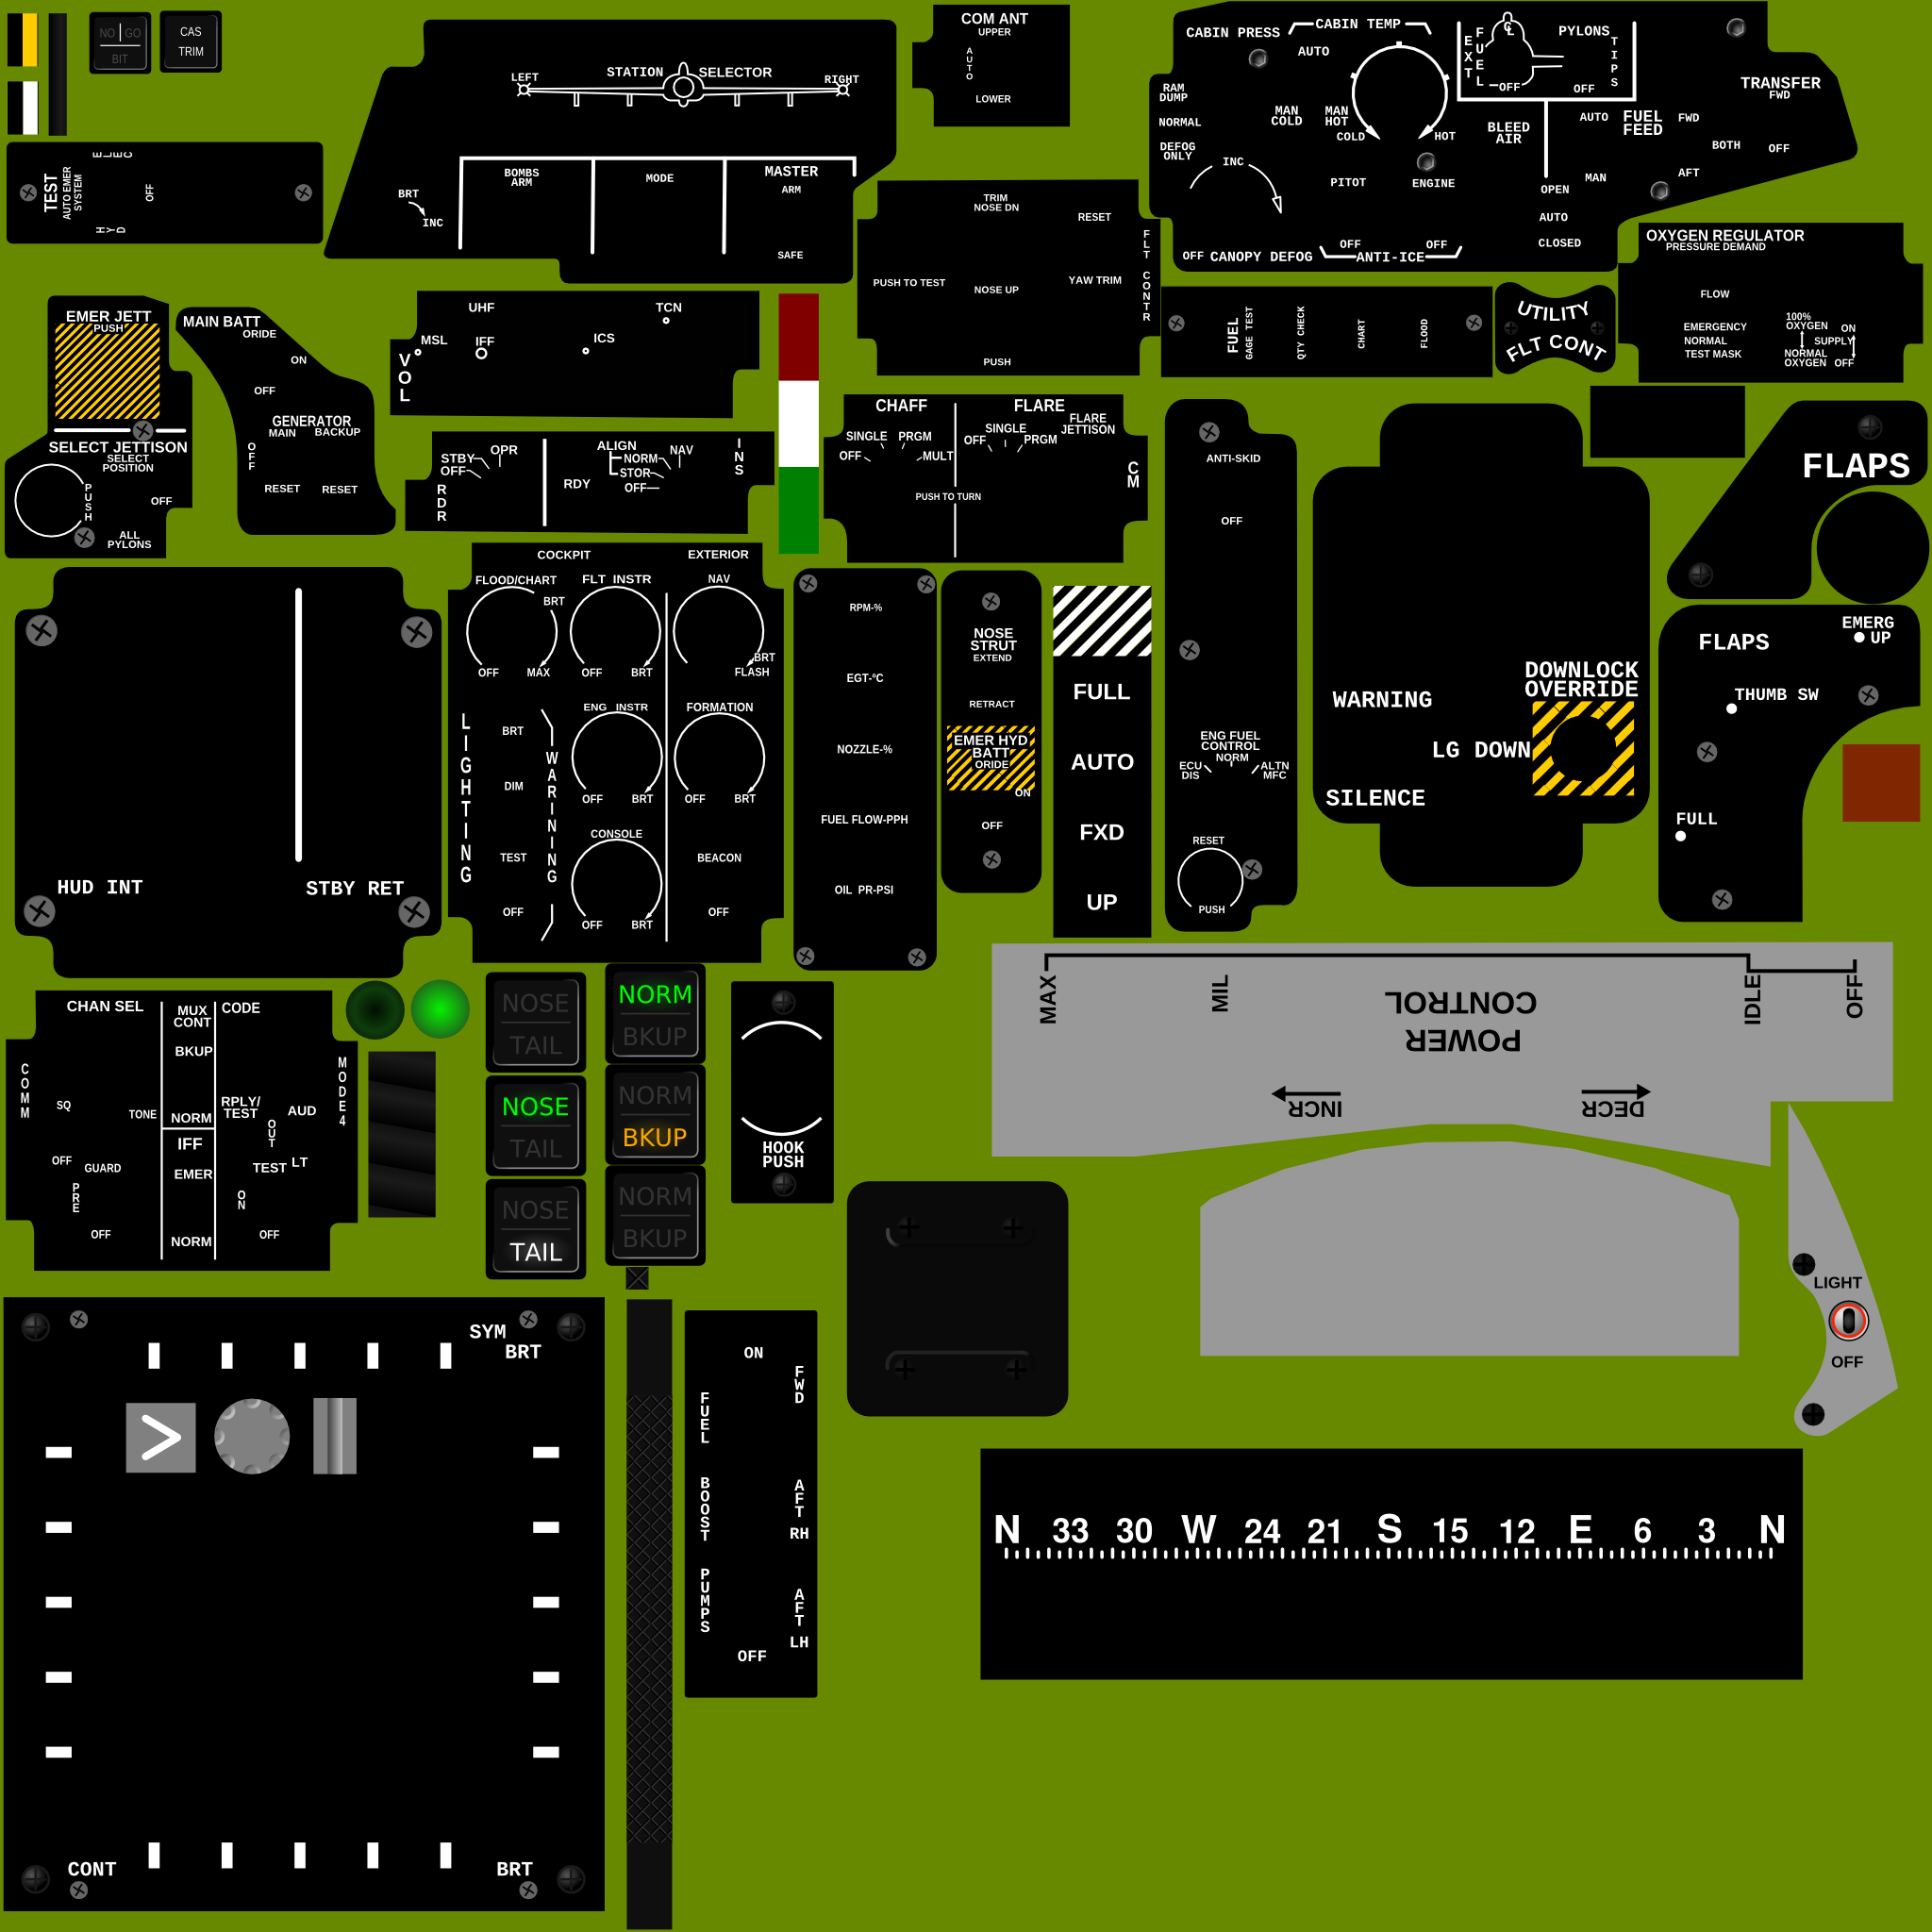 NO GO
BIT
CAS
TRIM
TEST
AUTO EMER
SYSTEM
OFF
HYD
STATION SELECTOR
LEFT
RIGHT
BRT
INC
BOMBS
ARM
MODE
MASTER
ARM
SAFE
COM ANT
UPPER
AUTO
LOWER
CABIN PRESS
CABIN TEMP
AUTO
RAM
DUMP
NORMAL
DEFOG
ONLY
MAN
COLD
MAN
HOT
COLD
HOT
INC
PITOT
ENGINE
OFF
CANOPY DEFOG
OFF
OFF
ANTI-ICE
EXT
FUEL
CL
PYLONS
TIPS
OFF
OFF
BLEED
AIR
AUTO
FUEL
FEED
FWD
TRANSFER
FWD
BOTH
OFF
AFT
MAN
OPEN
AUTO
CLOSED
TRIM
NOSE DN
RESET
PUSH TO TEST
NOSE UP
YAW TRIM
PUSH
FLT CONTR
FUEL
GAGE TEST
QTY CHECK
CHART
FLOOD
UTILITY
FLT CONT
OXYGEN REGULATOR
PRESSURE DEMAND
FLOW
EMERGENCY
NORMAL
TEST MASK
100%
OXYGEN
NORMAL
OXYGEN
ON
SUPPLY
OFF
EMER JETT
PUSH
SELECT JETTISON
SELECT
POSITION
PUSH
OFF
ALL
PYLONS
MAIN BATT
ORIDE
ON
OFF
GENERATOR
MAIN
BACKUP
OFF
RESET
RESET
VOL
UHF
TCN
MSL
IFF
ICS
STBY
OFF
OPR
RDR
RDY
ALIGN
NORM
STOR
OFF
NAV
INS
CHAFF
FLARE
SINGLE
PRGM
OFF
MULT
OFF
SINGLE
PRGM
FLARE
JETTISON
PUSH TO TURN
CM
ANTI-SKID
OFF
ENG FUEL
CONTROL
NORM
ECU
DIS
ALTN
MFC
RESET
PUSH
WARNING
SILENCE
LG DOWN
DOWNLOCK
OVERRIDE
FLAPS
FLAPS
EMERG
UP
THUMB SW
FULL
HUD INT
STBY RET
COCKPIT
EXTERIOR
FLOOD/CHART
BRT
OFF
MAX
FLT INSTR
OFF
BRT
NAV
BRT
FLASH
LIGHTING
BRT
DIM
TEST
OFF
WARINING
ENG INSTR
OFF
BRT
FORMATION
OFF
BRT
CONSOLE
OFF
BRT
BEACON
OFF
RPM-%
EGT-°C
NOZZLE-%
FUEL FLOW-PPH
OIL PR-PSI
NOSE
STRUT
EXTEND
RETRACT
EMER HYD
BATT
ORIDE
ON
OFF
FULL
AUTO
FXD
UP
MAX
MIL
POWER
CONTROL
IDLE
OFF
INCR
DECR
CHAN SEL
COMM
SQ
TONE
OFF
GUARD
PRE
OFF
MUX
CONT
BKUP
NORM
IFF
EMER
NORM
CODE
MODE4
RPLY/
TEST
AUD
OUT
TEST
LT
ON
OFF
NOSE
TAIL
NOSE
TAIL
NOSE
TAIL
NORM
BKUP
NORM
BKUP
NORM
BKUP
HOOK
PUSH
LIGHT
OFF
SYM
BRT
>
CONT
BRT
ON
FWD
FUEL
BOOST
PUMPS
AFT
RH
AFT
LH
OFF
N 33 30 W 24 21 S 15 12 E 6 3 N